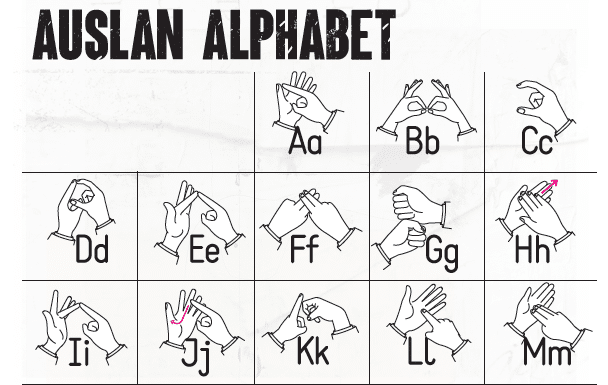 AUSLAN ALPHABET
Aa Bb Cc
Dd Ee Ff Gg Hh
Ii Jj Kk Ll Mm